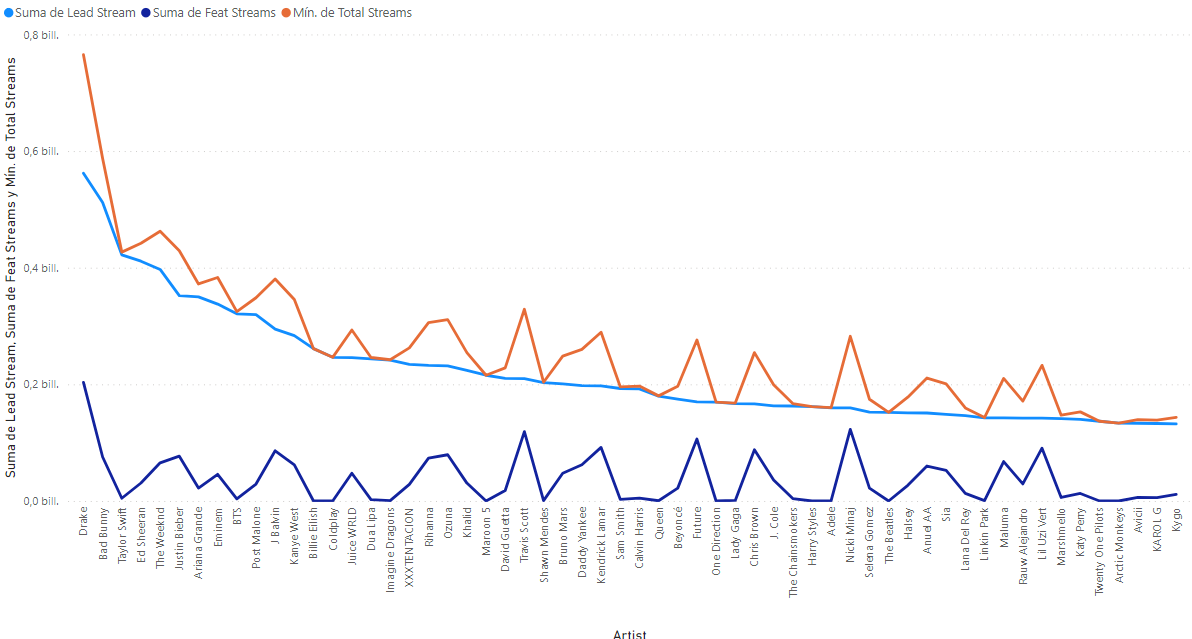 Suma de Lead Stream Suma de Feat Streams Mín. de Total Streams
Suma de Lead Stream, Suma de Feat Streams y Mín. de Total Streams
0,8 bill.
0,6 bill.
0,4 bill.
0,2 bill.
0,0 bill.
Drake
Bad Bunny
Taylor Swift
Ed Sheeran
The Weeknd
Justin Bieber
Ariana Grande
Eminem
BTS
Post Malone
J Balvin
Kanye West
Billie Eilish
Coldplay
Juice WRLD
Dua Lipa
Imagine Dragons
XXXTENTACION
Rihanna
Ozuna
Khalid
Maroon 5
David Guetta
Travis Scott
Shawn Mendes
Bruno Mars
Daddy Yankee
Kendrick Lamar
Sam Smith
Calvin Harris
Queen
Beyoncé
Future
One Direction
Lady Gaga
Chris Brown
J. Cole
The Chainsmokers
Harry Styles
Adele
Nicki Minaj
Selena Gomez
The Beatles
Halsey
Anuel AA
Sia
Lana Del Rey
Linkin Park
Maluma
Rauw Alejandro
Lil Uzi Vert
Marshmello
Katy Perry
Twenty One Pilots
Arctic Monkeys
Avicii
KAROL G
Kygo
Artist